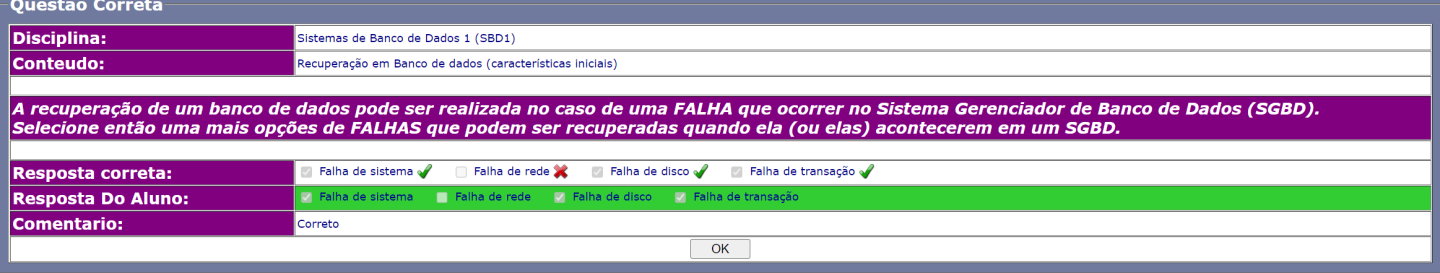 Questão Correta
Disciplina: Sistemas de Banco de Dados 1 (SBD1)
Conteudo: Recuperação em Banco de dados (características iniciais)
A recuperação de um banco de dados pode ser realizada no caso de uma FALHA que ocorrer no Sistema Gerenciador de Banco de Dados (SGBD).
Selecione então uma mais opções de FALHAS que podem ser recuperadas quando ela (ou elas) acontecerem em um SGBD.
Resposta correta: Falha de sistema Falha de rede Falha de disco Falha de transação
Resposta Do Aluno: Falha de sistema Falha de rede Falha de disco Falha de transação
Comentario: Correto
OK